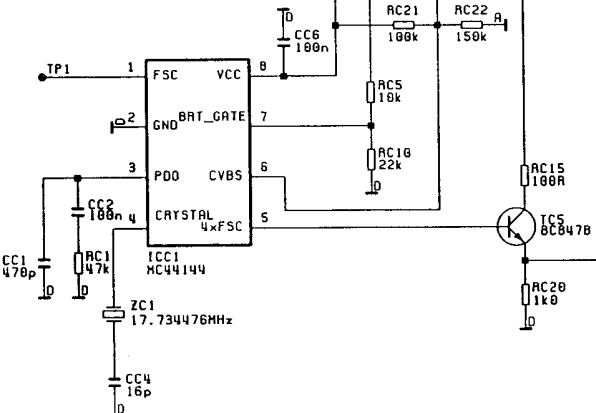 RC21
RC22
D
CC6
100n
100k
150k
A
TP1
1
FSC
VCC
8
RC5
10k
D
2
GND
BRT_GATE
7
3
PDO
CVBS
6
RC10
22k
D
RC15
100R
CC2
100n
4
CRYSTAL
4xFSC
5
TC5
BC847B
CC1
470p
RC1
47k
ICC1
MC44144
D
D
RC20
1k0
D
ZC1
17.734476MHz
CC4
16p
D